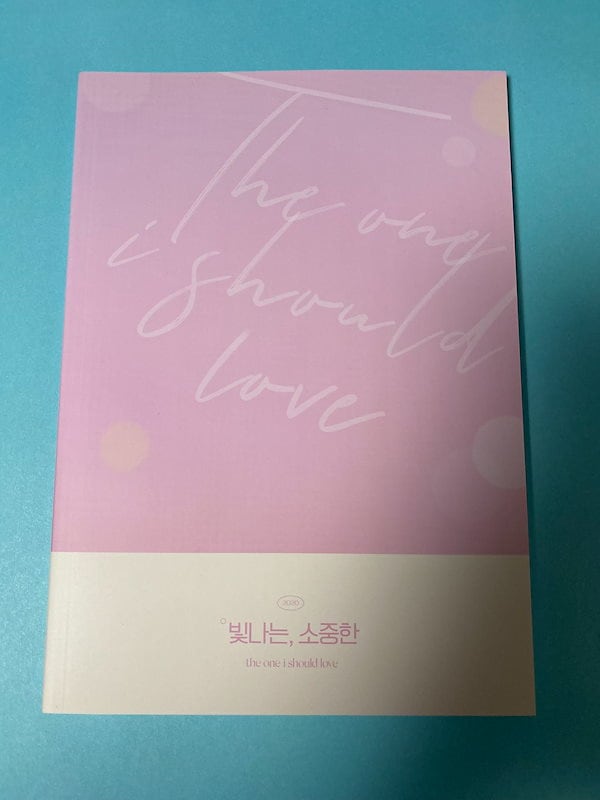 The one
i should
love
2020
빛나는, 소중한
the one i should love